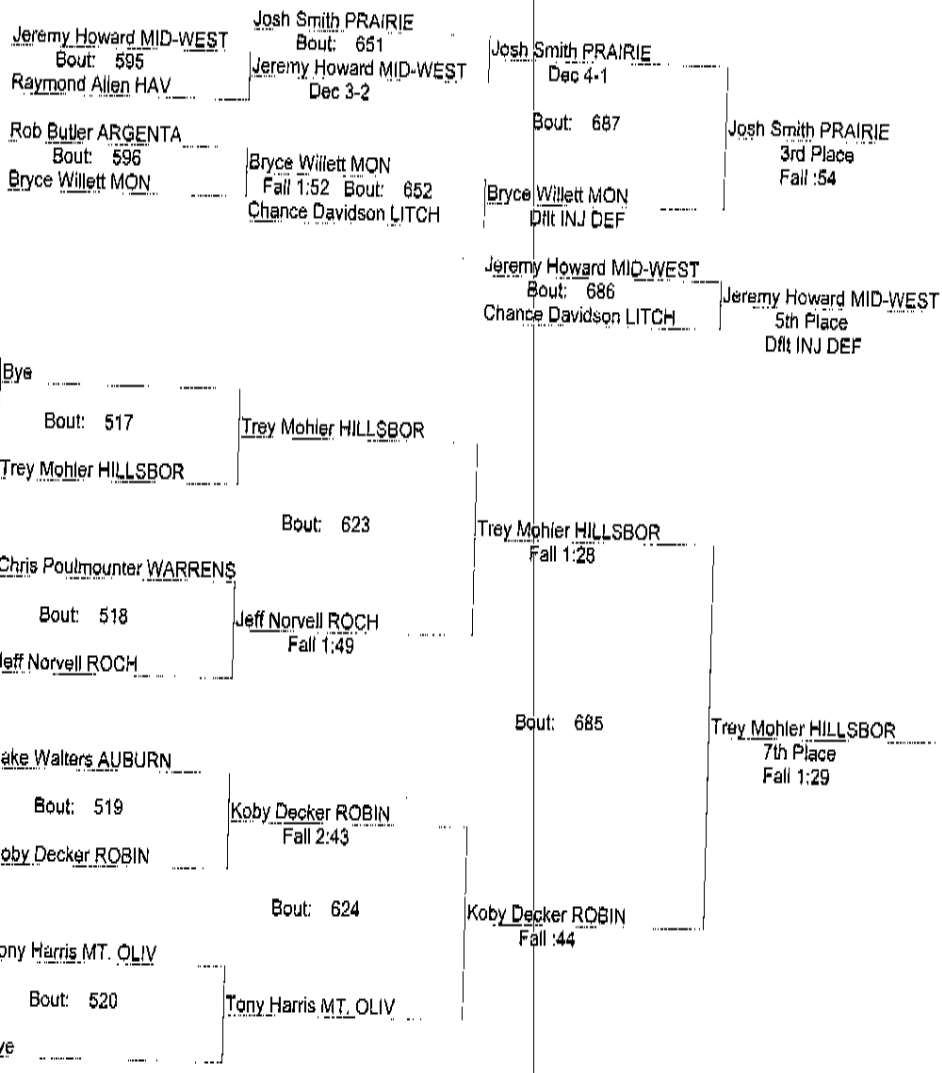 Josh Smith PRAIRIE
Jeremy Howard MID-WEST
Bout: 651
Bout: 595
Josh Smith PRAIRIE
Raymond Allen HAV
Jeremy Howard MID-WEST
Dec 4-1
Dec 3-2
Bout: 687
Rob Butler ARGENTA
Josh Smith PRAIRIE
Bout: 596
3rd Place
Bryce Willett MON
Bryce Willett MON
Fall :54
Fall 1:52 Bout: 652
Bryce Willett MON
Chance Davidson LITCH
Dflt INJ DEF
Jeremy Howard MID-WEST
Bout: 686
Jeremy Howard MID-WEST
Chance Davidson LITCH
5th Place
Dflt INJ DEF
Bye
Bout: 517
Trey Mohler HILLSBOR
Trey Mohler HILLSBOR
Bout: 623
Trey Mohler HILLSBOR
Fall 1:28
Chris Poulmounter WARRENS
Bout: 518
Jeff Norvell ROCH
Fall 1:49
Jeff Norvell ROCH
Bout: 685
Trey Mohler HILLSBOR
7th Place
Fall 1:29
ake Walters AUBURN
Bout: 519
Koby Decker ROBIN
Fall 2:43
oby Decker ROBIN
Bout: 624
Koby Decker ROBIN
Fall :44
ony Harris MT. OLIV
Bout: 520
Tony Harris MT. OLIV
ye